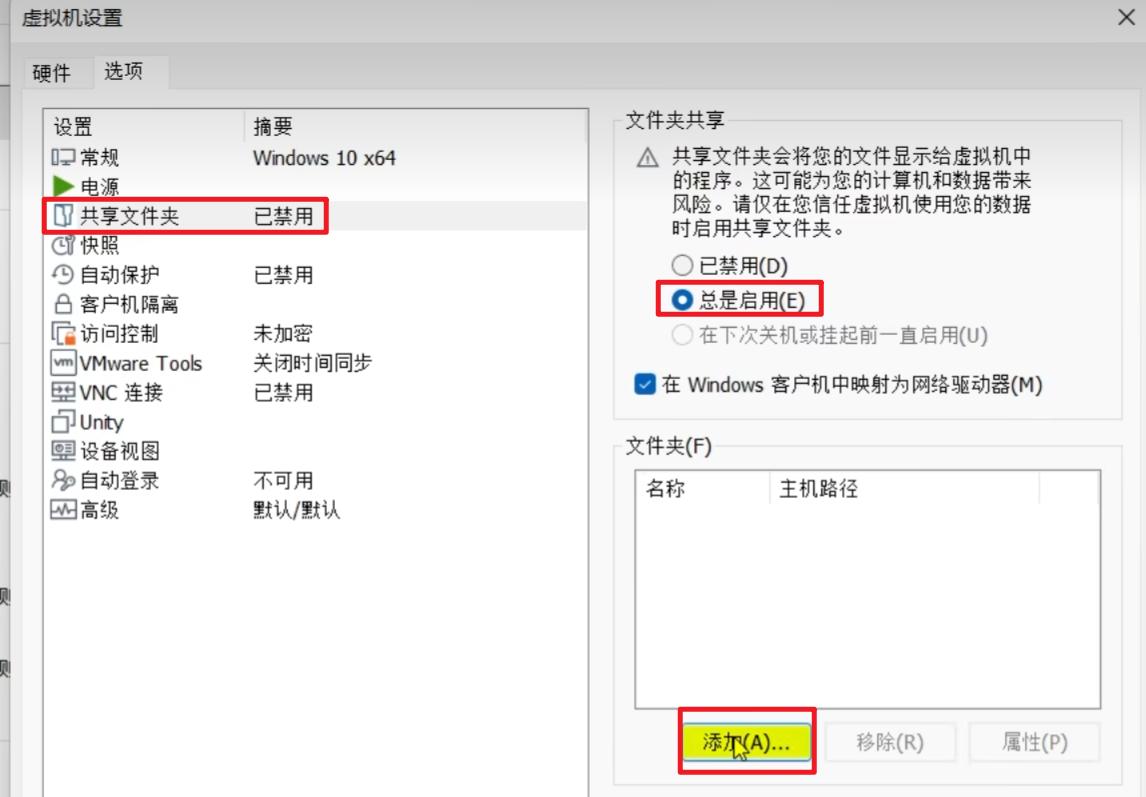 虚拟机设置
硬件 选项
设置 摘要
常规 Windows 10 x64
电源
共享文件夹 已禁用
快照
自动保护 已禁用
客户机隔离
访问控制 未加密
VMware Tools 关闭时间同步
VNC 连接 已禁用
Unity
设备视图
自动登录 不可用
高级 默认/默认
文件夹共享
共享文件夹会将您的文件显示给虚拟机中
的程序。这可能为您的计算机和数据带来
风险。请仅在您信任虚拟机使用您的数据
时启用共享文件夹。
已禁用(D)
总是启用(E)
在下次关机或挂起前一直启用(U)
在 Windows 客户机中映射为网络驱动器(M)
文件夹(F)
名称 主机路径
添加(A)... 移除(R) 属性(P)